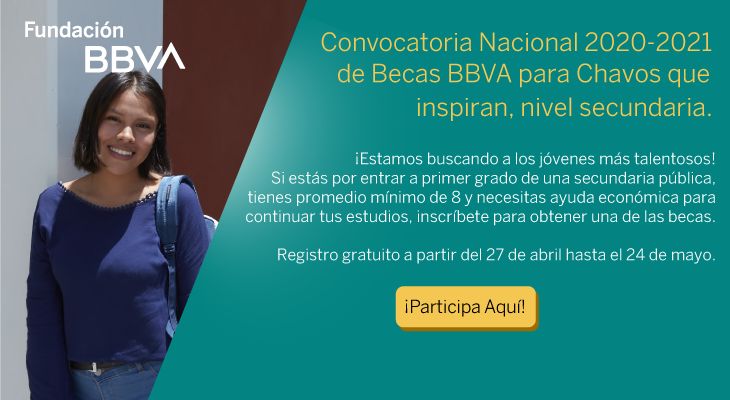 Fundación
BBVA
Convocatoria Nacional 2020-2021
de Becas BBVA para Chavos que
inspiran, nivel secundaria.
¡Estamos buscando a los jóvenes más talentosos!
Si estás por entrar a primer grado de una secundaria pública,
tienes promedio mínimo de 8 y necesitas ayuda económica para
continuar tus estudios, inscríbete para obtener una de las becas.
Registro gratuito a partir del 27 de abril hasta el 24 de mayo.
¡Participa Aquí!